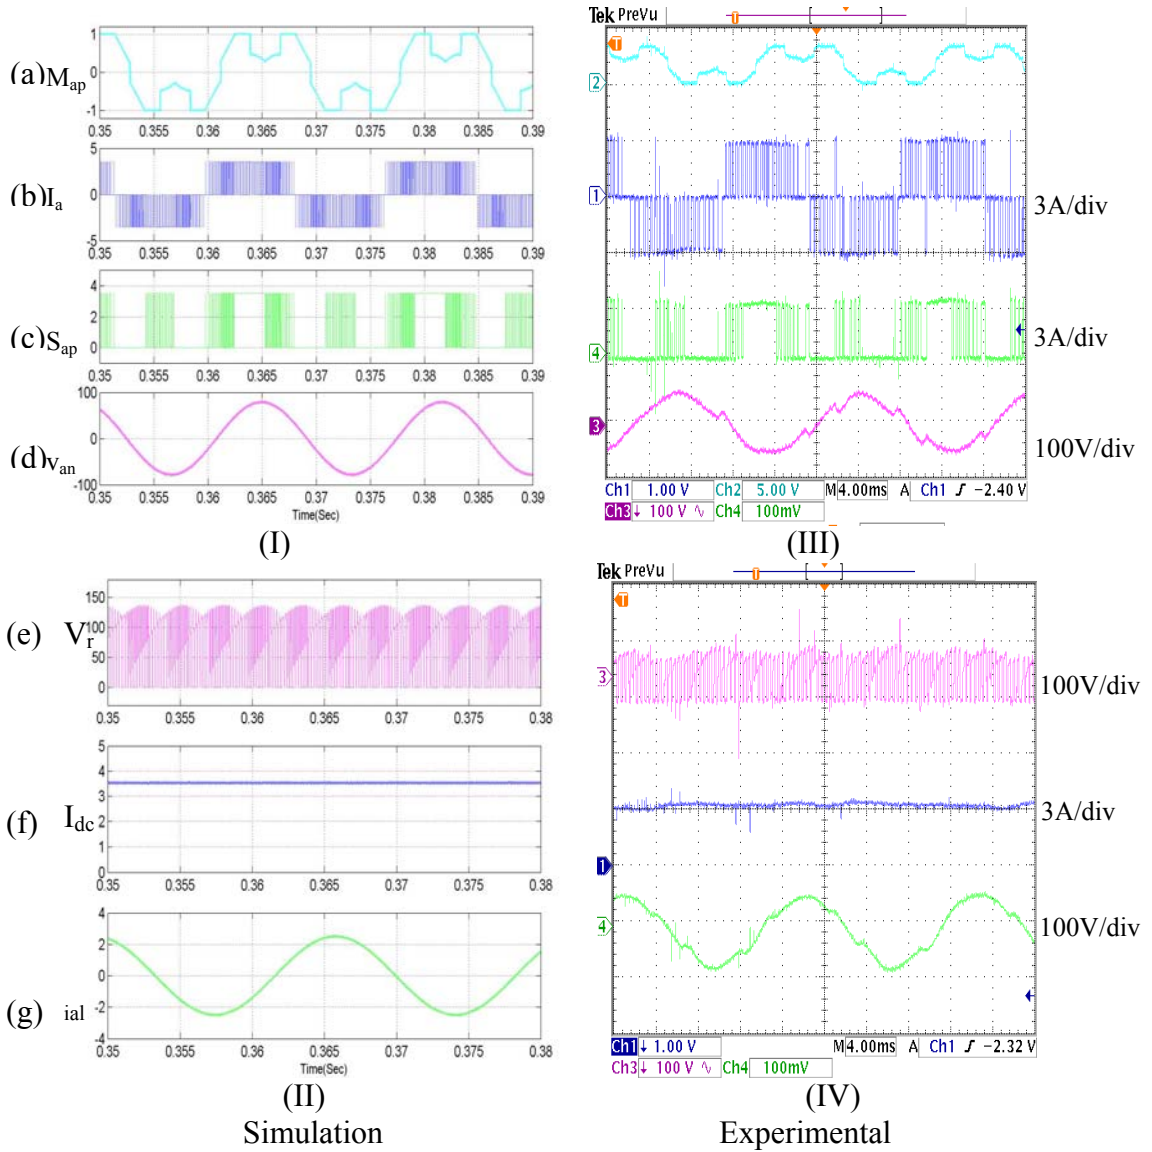 (a) Map
1
0
-1
0.35 0.355 0.36 0.365 0.37 0.375 0.38 0.385 0.39
(b) Ia
5
0
-5
0.35 0.355 0.36 0.365 0.37 0.375 0.38 0.385 0.39
(c) Sap
4
2
0
0.35 0.355 0.36 0.365 0.37 0.375 0.38 0.385 0.39
(d) Van
100
0
-100
0.35 0.355 0.36 0.365 0.37 0.375 0.38 0.385 0.39
Time(Sec)
(I)
Tek PreVu
T
T
2
1
3A/div
4
3A/div
3
100V/div
Ch1 1.00 V Ch2 5.00 V M 4.00ms A Ch1 ƒ −2.40 V
Ch3 ↓ 100 V ∿ Ch4 100mV
(III)
(e) Vr
150
100
50
0
0.35 0.355 0.36 0.365 0.37 0.375 0.38
(f) Idc
5
4
3
2
1
0
0.35 0.355 0.36 0.365 0.37 0.375 0.38
(g) ial
4
2
0
-2
-4
0.35 0.355 0.36 0.365 0.37 0.375 0.38
Time(Sec)
(II)
Simulation
Tek PreVu
T
T
3
100V/div
3A/div
1
4
100V/div
Ch1 ↓ 1.00 V M 4.00ms A Ch1 ƒ −2.32 V
Ch3 ↓ 100 V ∿ Ch4 100mV
(IV)
Experimental